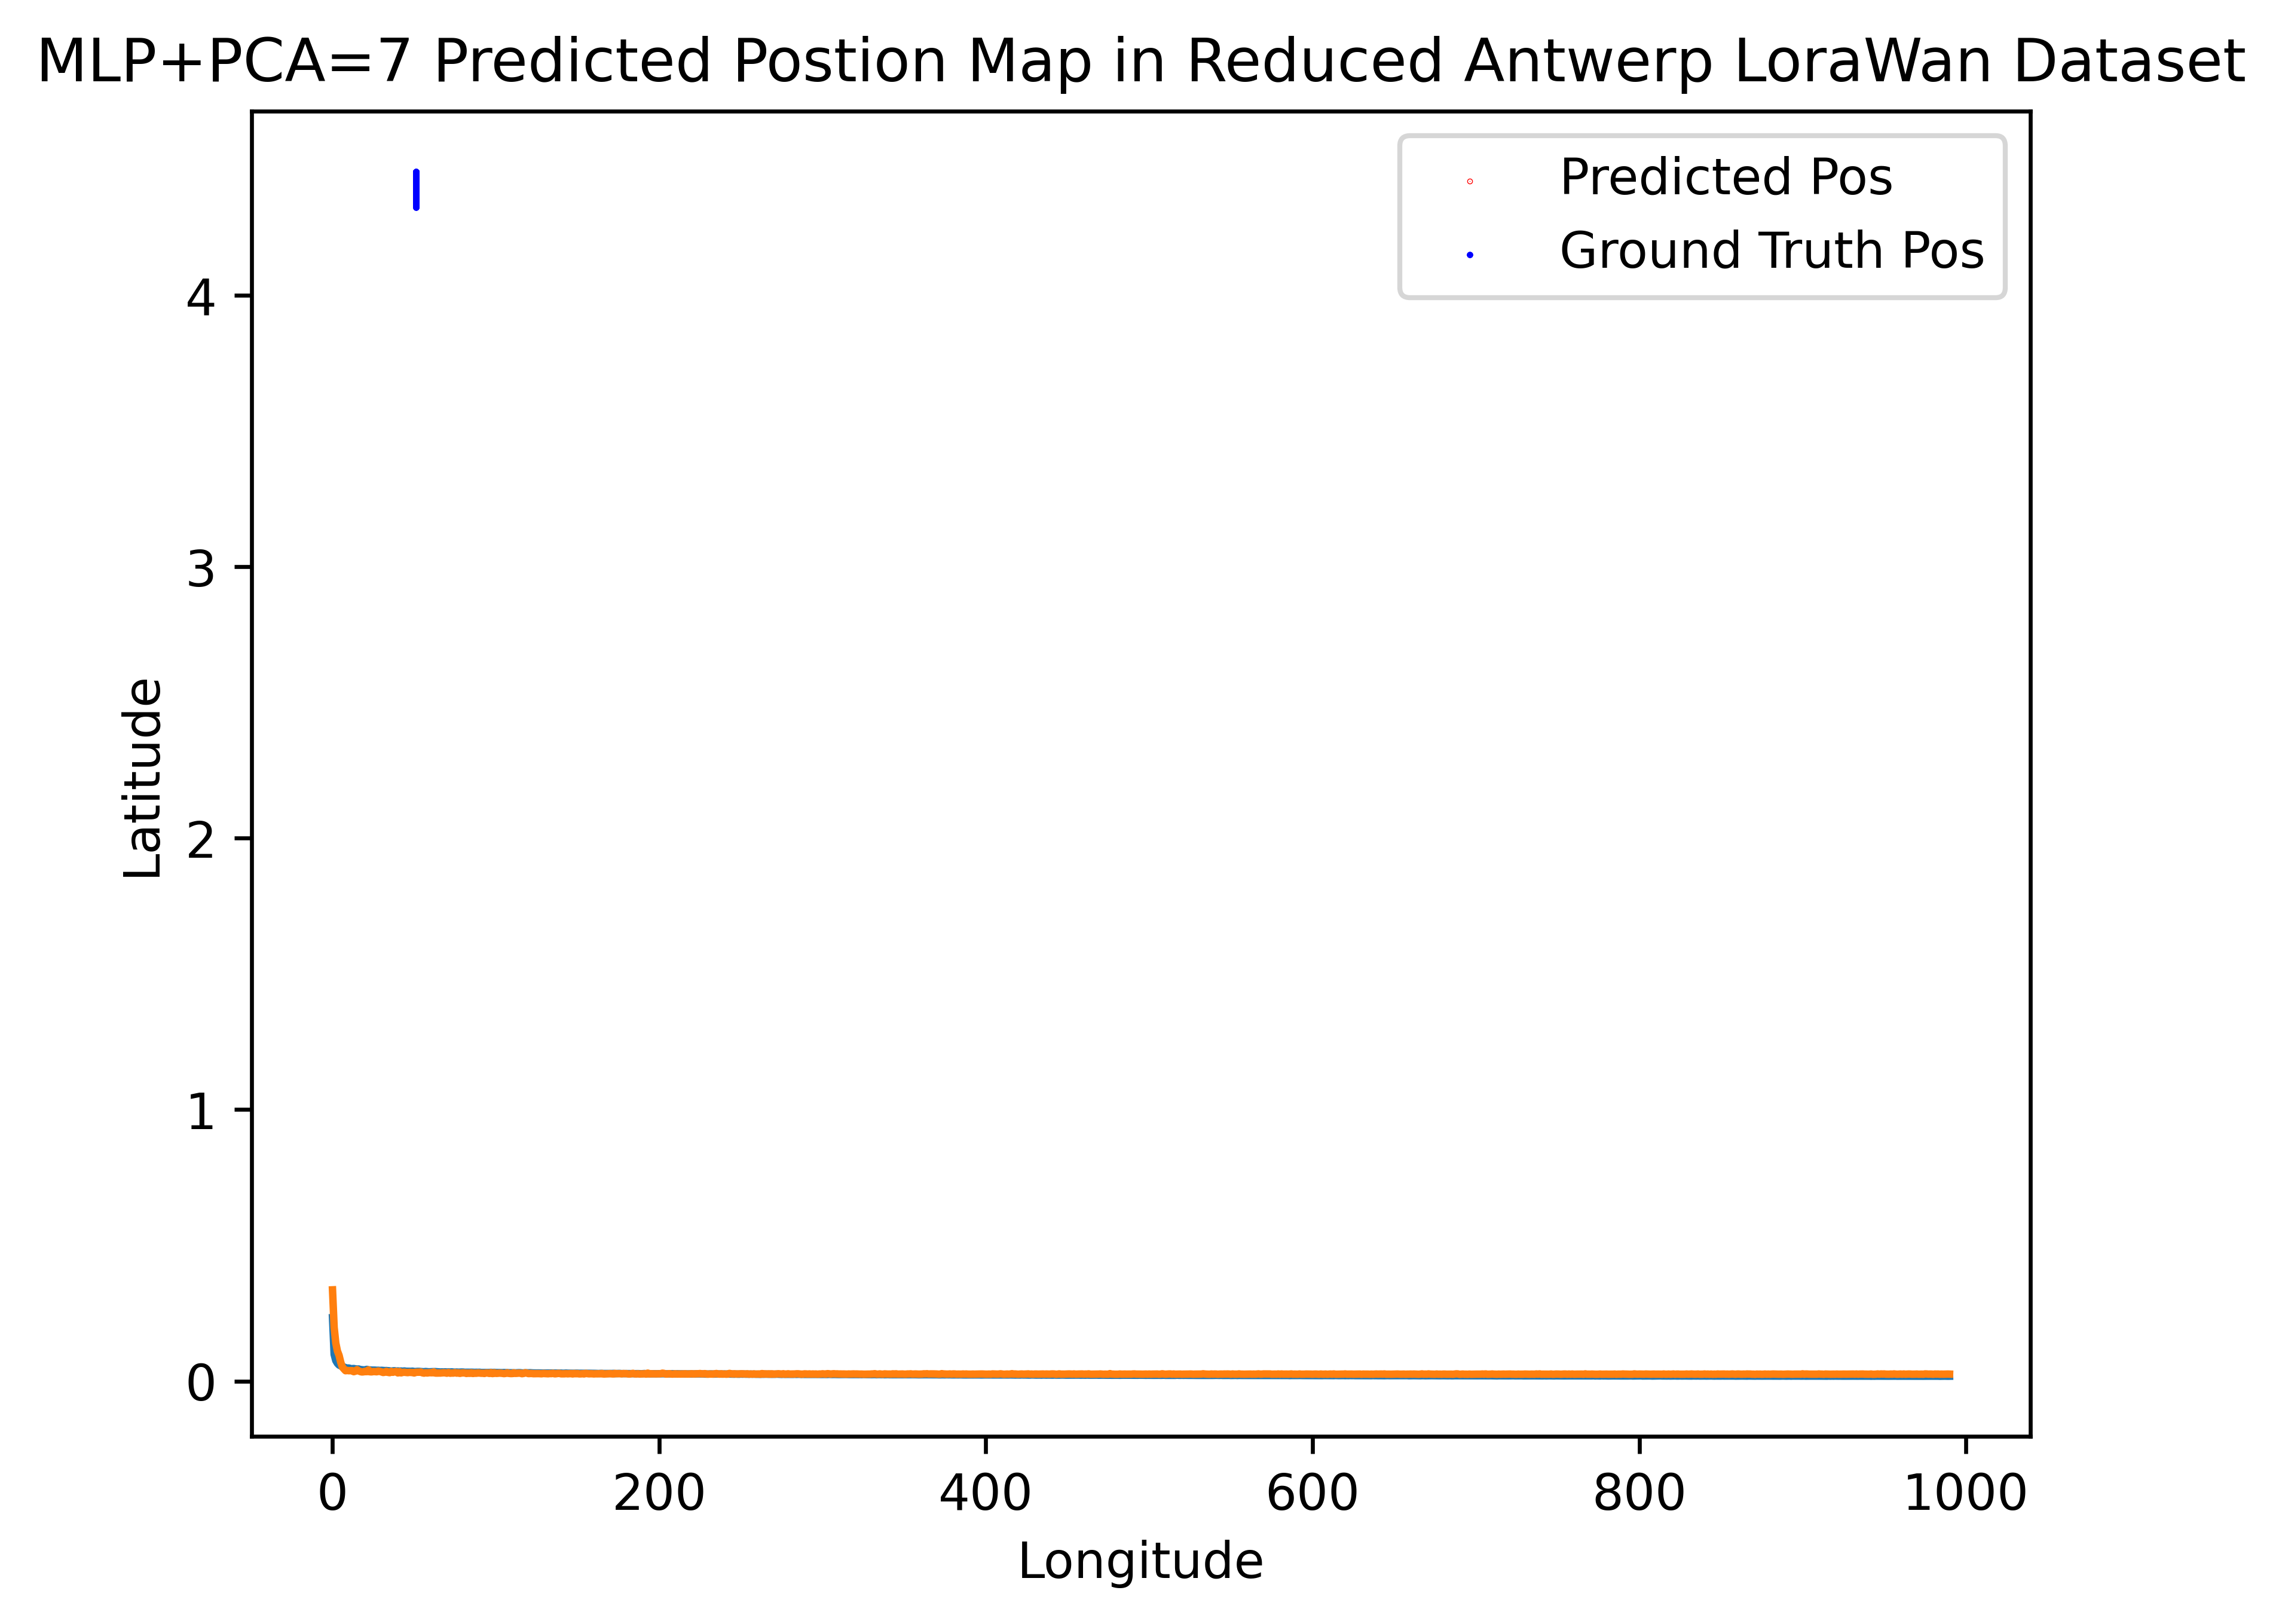 MLP+PCA=7 Predicted Postion Map in Reduced Antwerp LoraWan Dataset
Predicted Pos
Ground Truth Pos
4
3
2
1
0
Latitude
0 200 400 600 800 1000
Longitude